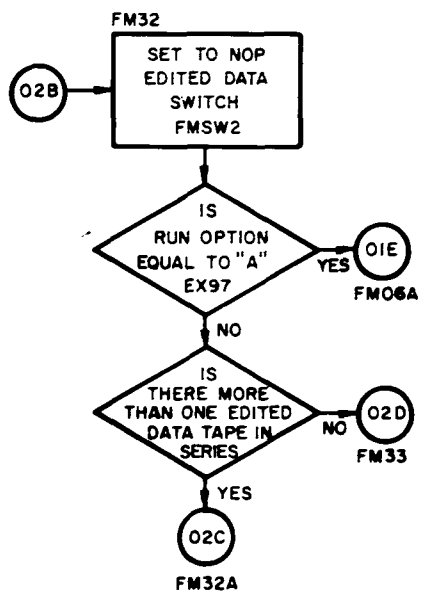 FM32
SET TO NOP
EDITED DATA
SWITCH
FMSW2
02B
IS
RUN OPTION
EQUAL TO "A"
EX97
YES
01E
FM06A
NO
IS
THERE MORE
THAN ONE EDITED
DATA TAPE IN
SERIES
NO
02D
FM33
YES
02C
FM32A